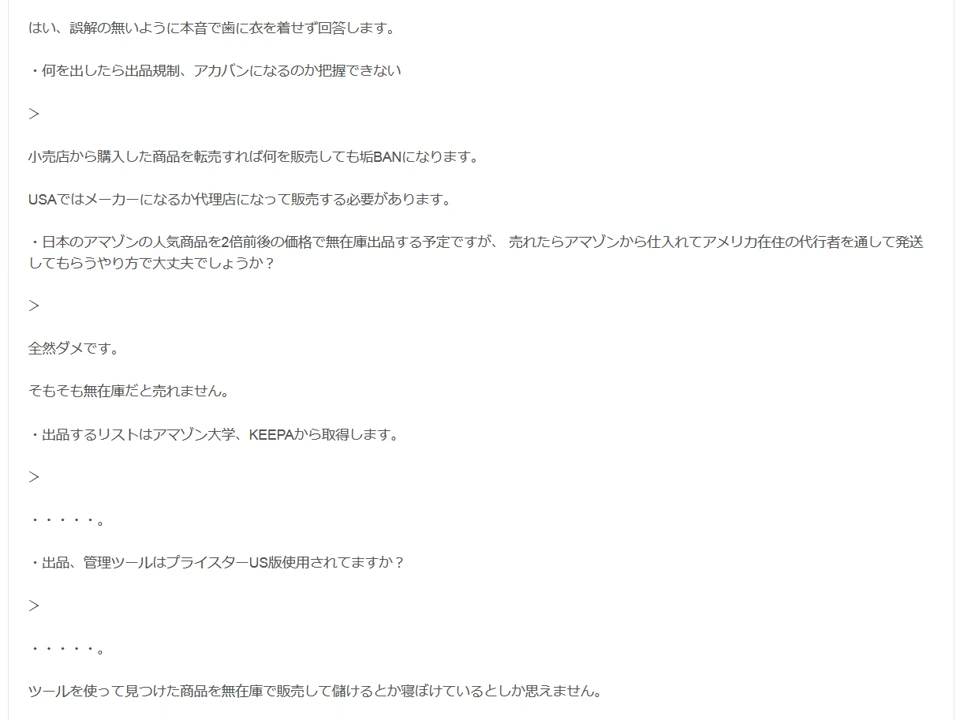 はい、誤解の無いように本音で歯に衣を着せず回答します。
・何を出したら出品規制、アカバンになるのか把握できない
＞
小売店から購入した商品を転売すれば何を販売しても垢BANになります。
USAではメーカーになるか代理店になって販売する必要があります。
・日本のアマゾンの人気商品を2倍前後の価格で無在庫出品する予定ですが、 売れたらアマゾンから仕入れてアメリカ在住の代行者を通して発送
してもらうやり方で大丈夫でしょうか？
＞
全然ダメです。
そもそも無在庫だと売れません。
・出品するリストはアマゾン大学、KEEPAから取得します。
＞
・・・・・。
・出品、管理ツールはプライスターUS版使用されてますか？
＞
・・・・・。
ツールを使って見つけた商品を無在庫で販売して儲けるとか寝ぼけているとしか思えません。